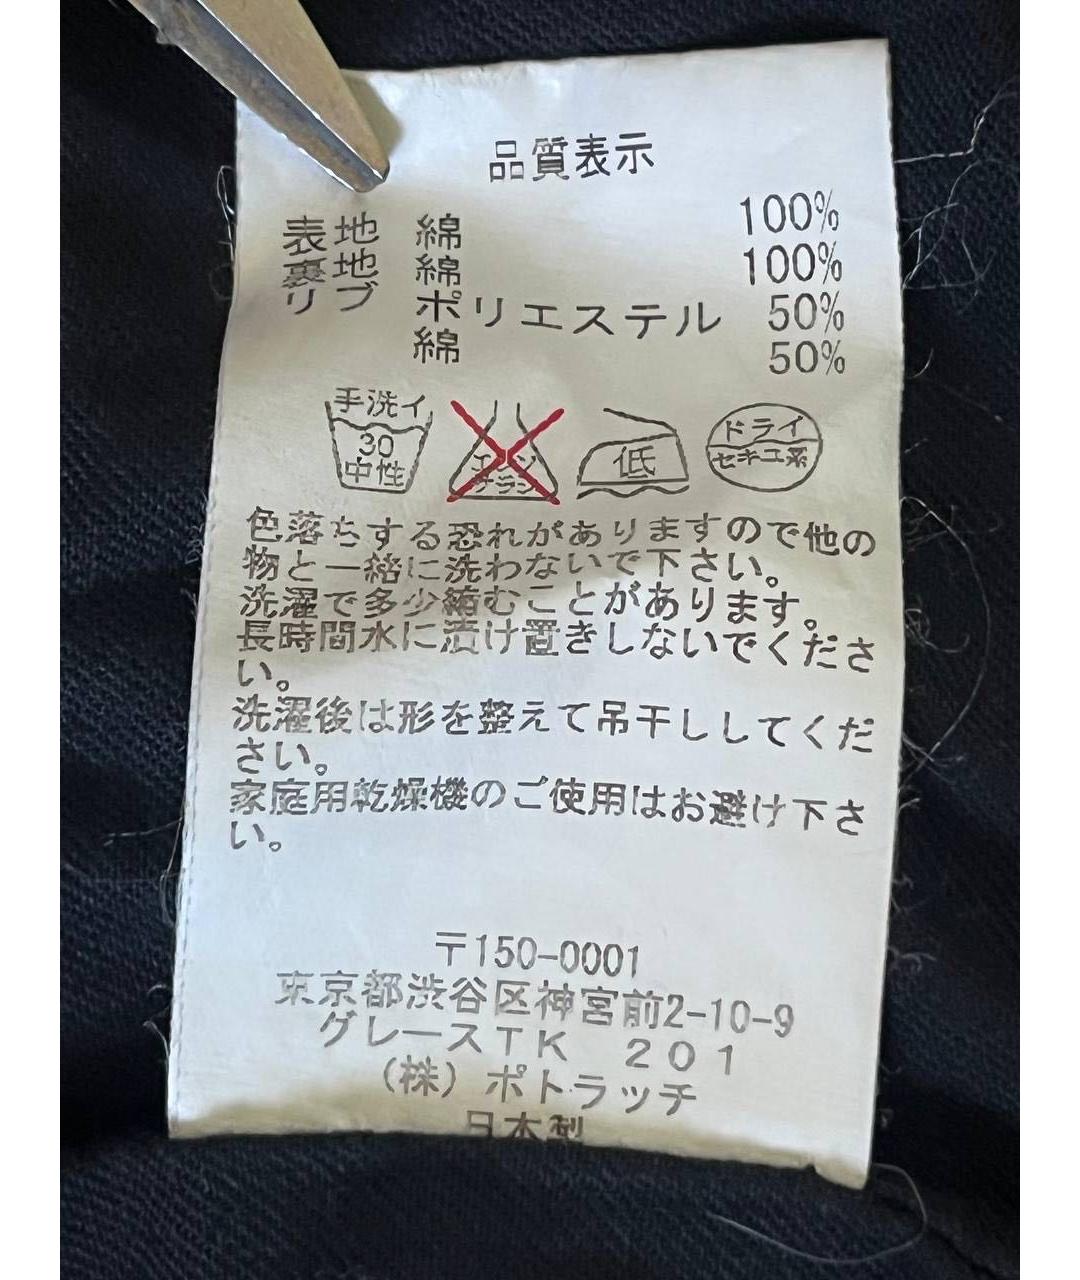 品質表示
表地 綿 100%
裏地 綿 100%
リブ ポリエステル 50%
綿 50%
手洗イ
30
中性
エンソ
サラシ
低
ドライ
セキユ系
色落ちする恐れがありますので他の
物と一緒に洗わないで下さい。
洗濯で多少縮むことがあります。
長時間水に漬け置きしないでくださ
い。
洗濯後は形を整えて吊干ししてくだ
さい。
家庭用乾燥機のご使用はお避け下さ
い。
〒150-0001
東京都渋谷区神宮前2-10-9
グレースTK 201
(株)ポトラッチ
日本製